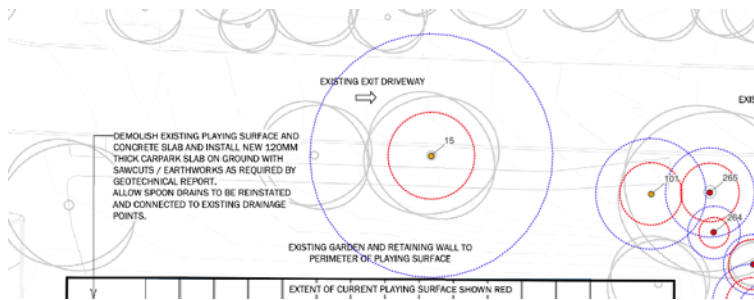 EXISTING EXIT DRIVEWAY
15
DEMOLISH EXISTING PLAYING SURFACE AND
CONCRETE SLAB AND INSTALL NEW 120MM
THICK CARPARK SLAB ON GROUND WITH
SAWCUTS / EARTHWORKS AS REQUIRED BY
GEOTECHNICAL REPORT.
ALLOW SPOON DRAINS TO BE REINSTATED
AND CONNECTED TO EXISTING DRAINAGE
POINTS.
101
265
264
EXISTING GARDEN AND RETAINING WALL TO
PERIMETER OF PLAYING SURFACE
EXTENT OF CURRENT PLAYING SURFACE SHOWN RED